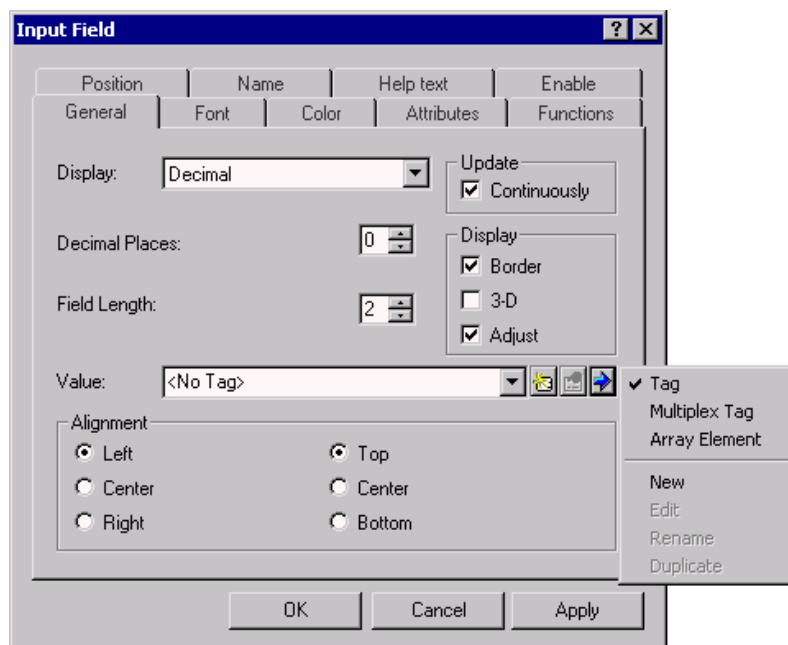 Input Field
Position Name Help text Enable
General Font Color Attributes Functions
Display: Decimal
Update
Continuously
Decimal Places: 0
Display
Border
Field Length: 2
3-D
Adjust
Value: <No Tag>
Tag
Multiplex Tag
Array Element
New
Edit
Rename
Duplicate
Alignment
Left Top
Center Center
Right Bottom
OK Cancel Apply